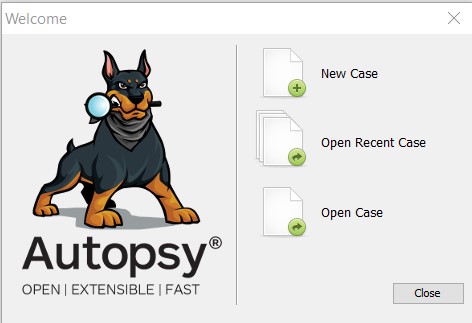 Welcome
New Case
Open Recent Case
Open Case
Autopsy®
OPEN | EXTENSIBLE | FAST
Close